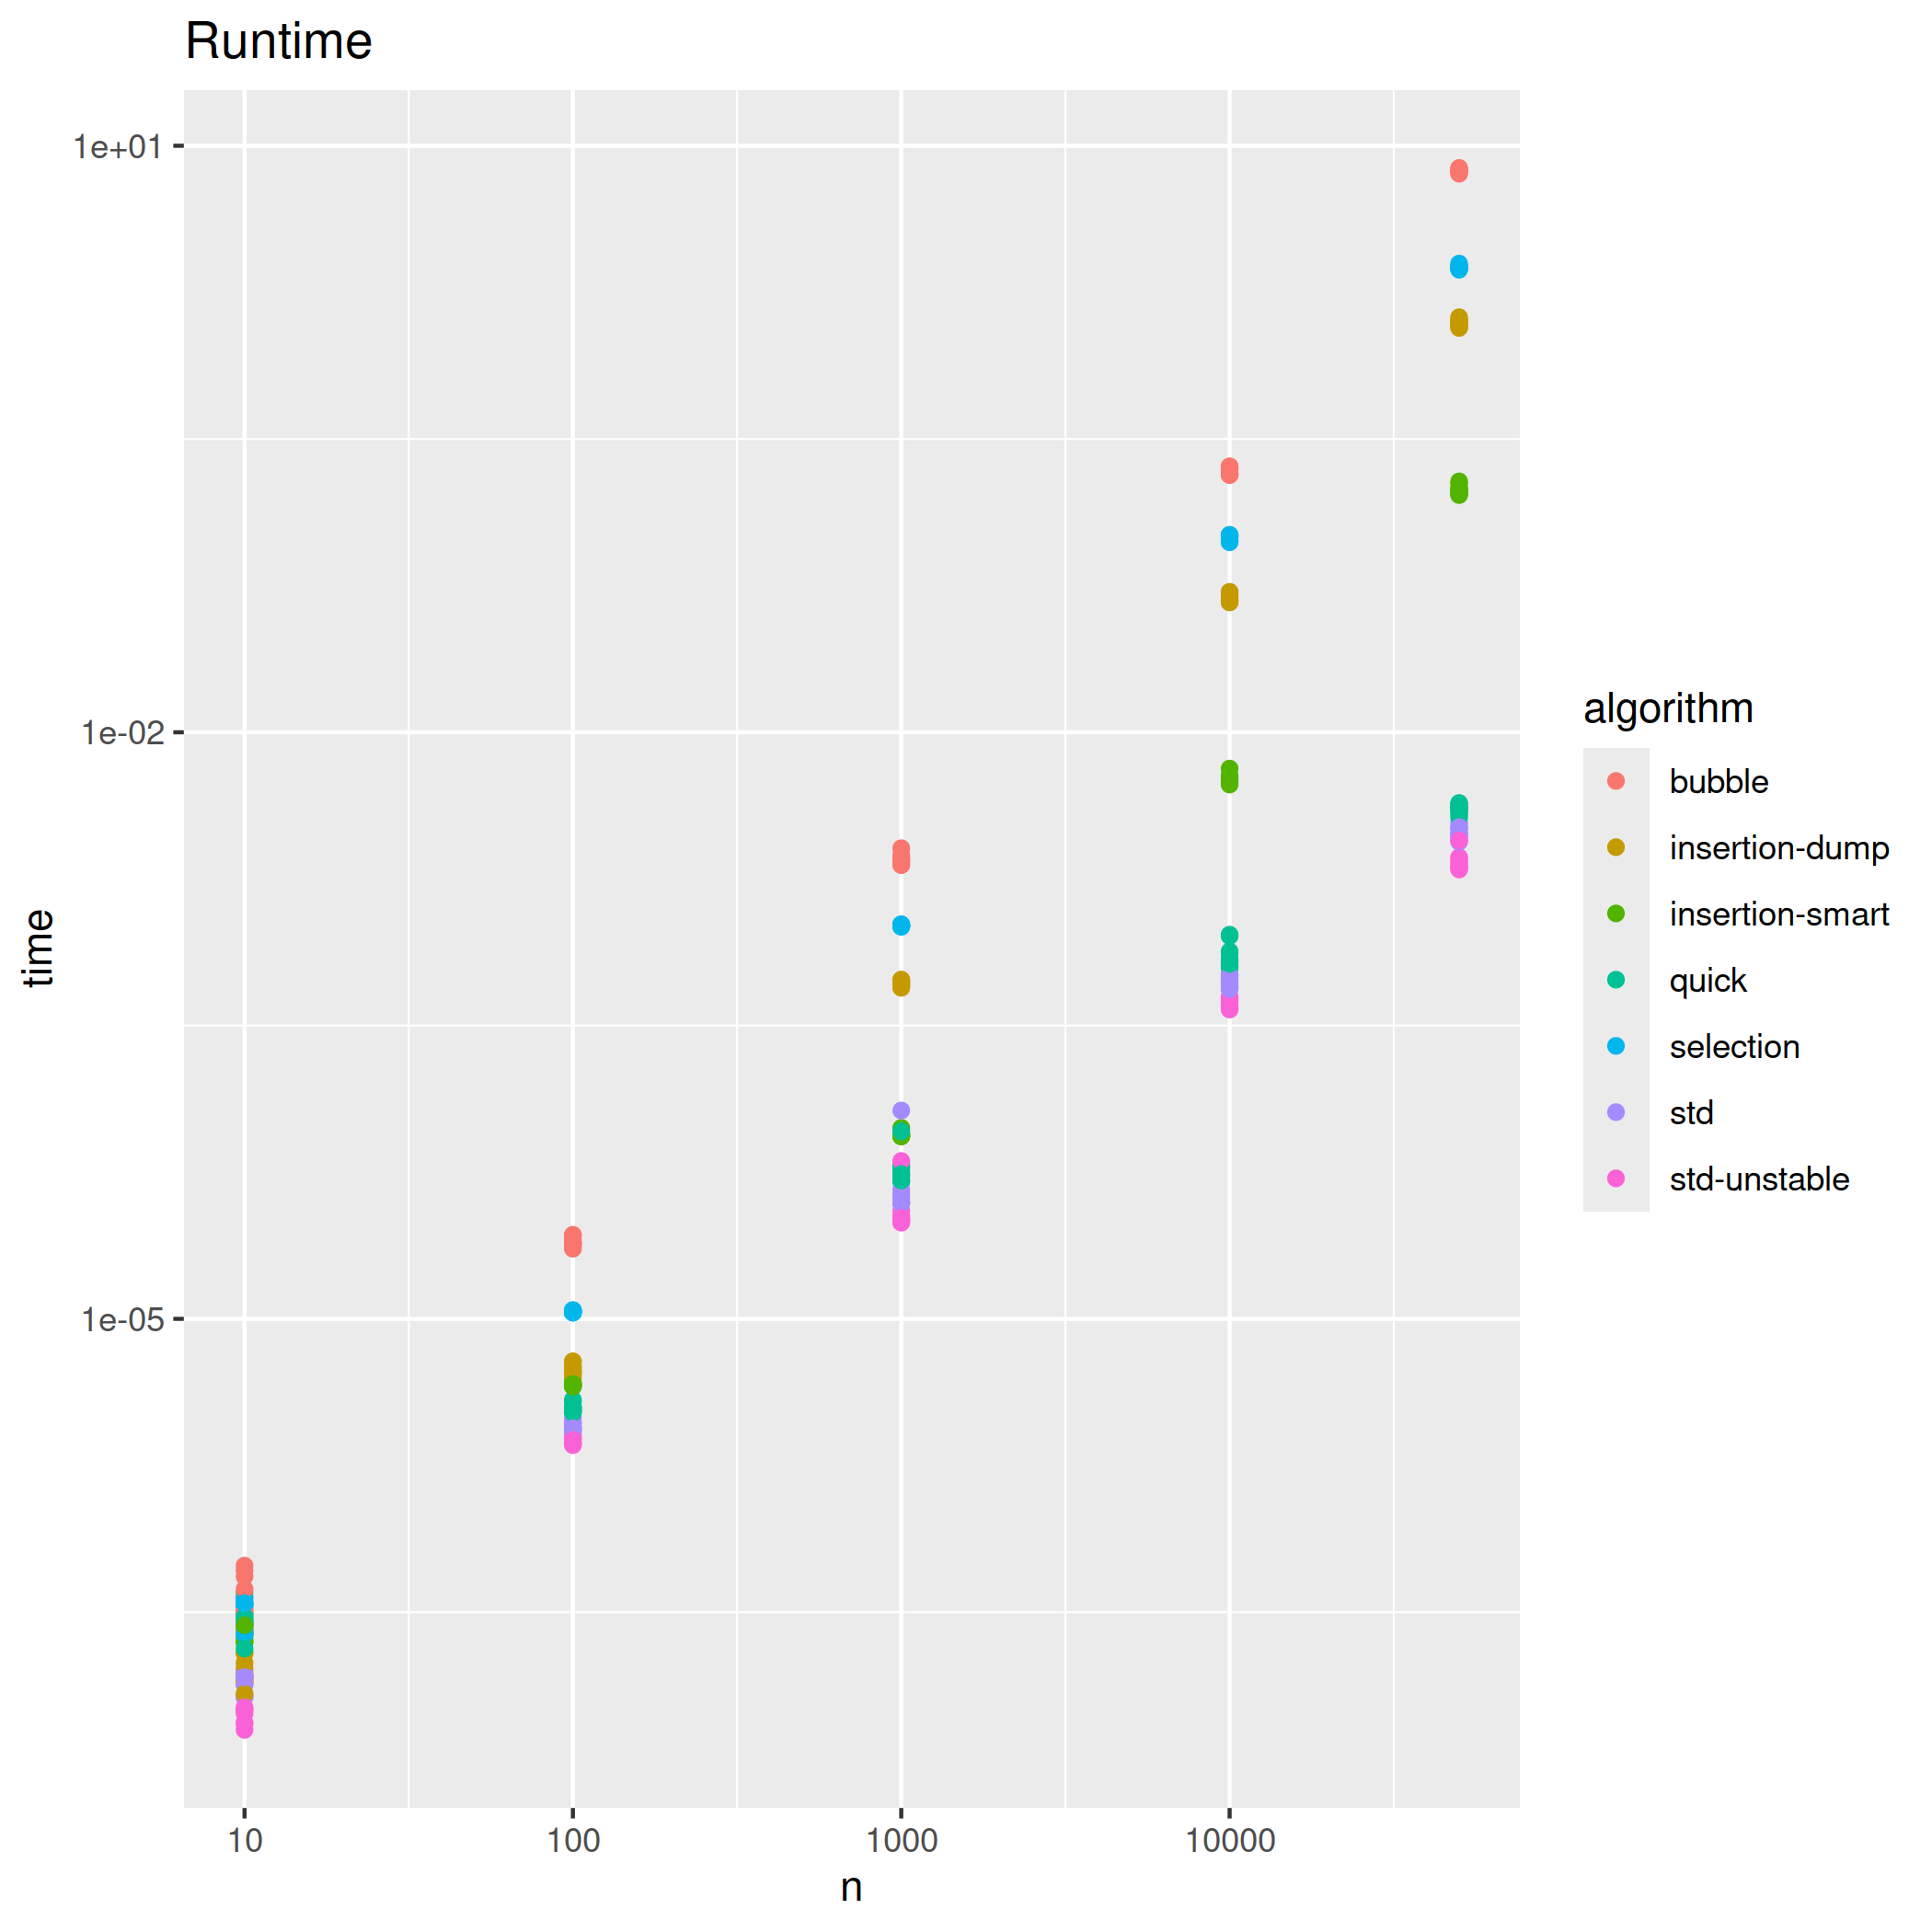 Runtime
1e+01
1e-02
1e-05
time
10
100
1000
10000
n
algorithm
bubble
insertion-dump
insertion-smart
quick
selection
std
std-unstable